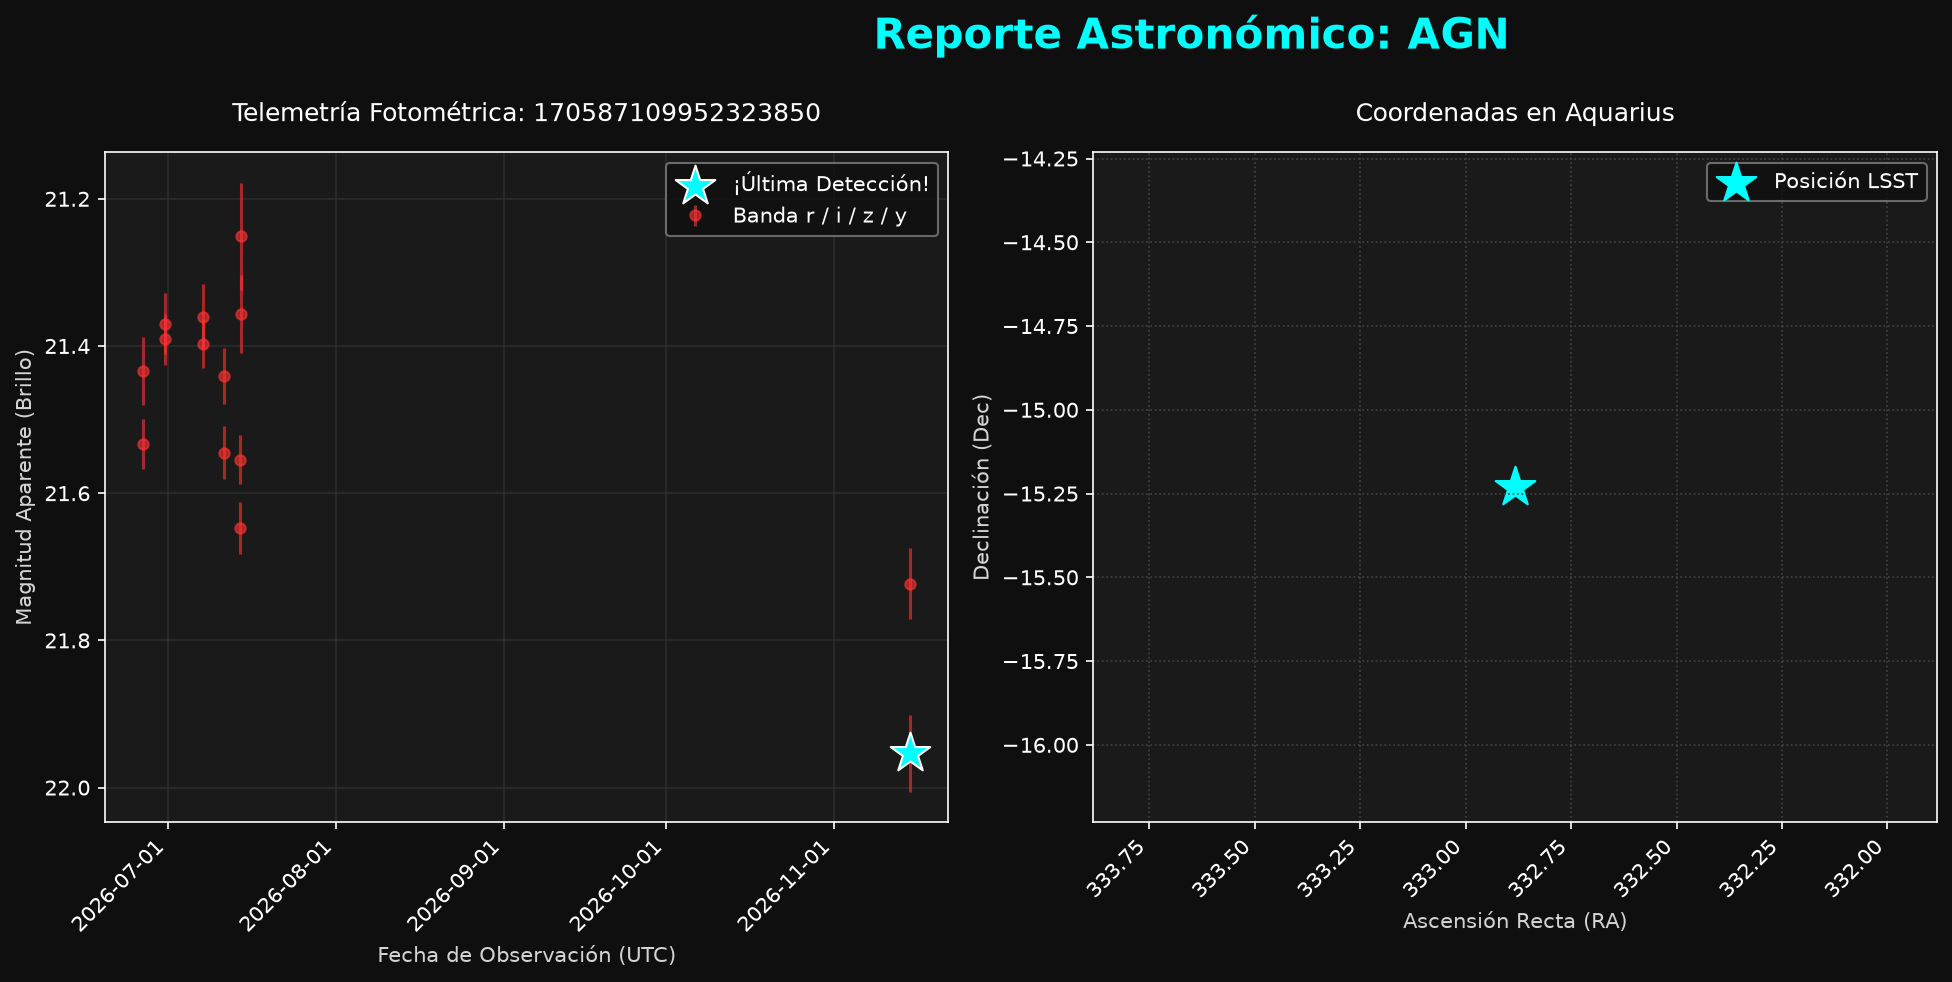 Reporte Astronómico: AGN
Telemetría Fotométrica: 170587109952323850
¡Última Detección!
Banda r / i / z / y
Magnitud Aparente (Brillo)
21.2
21.4
21.6
21.8
22.0
2026-07-01
2026-08-01
2026-09-01
2026-10-01
2026-11-01
Fecha de Observación (UTC)
Coordenadas en Aquarius
Posición LSST
Declinación (Dec)
−14.25
−14.50
−14.75
−15.00
−15.25
−15.50
−15.75
−16.00
333.75
333.50
333.25
333.00
332.75
332.50
332.25
332.00
Ascensión Recta (RA)